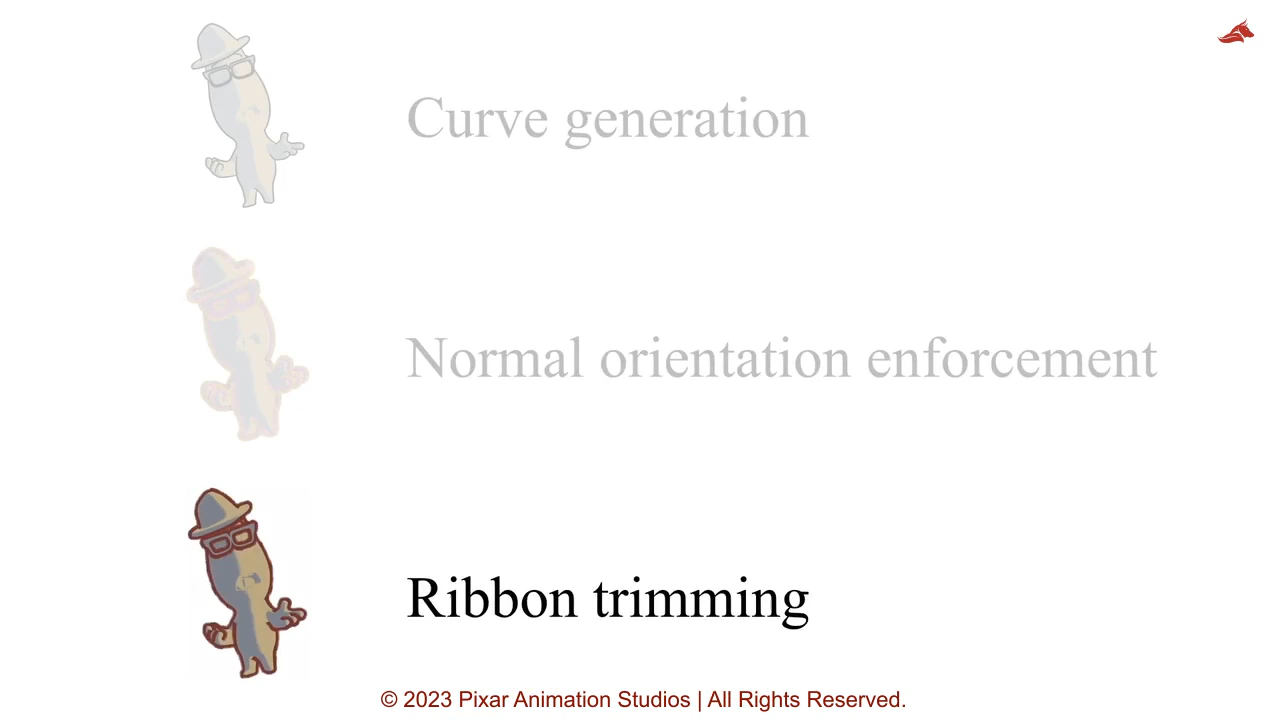 Curve generation
Normal orientation enforcement
Ribbon trimming
© 2023 Pixar Animation Studios | All Rights Reserved.